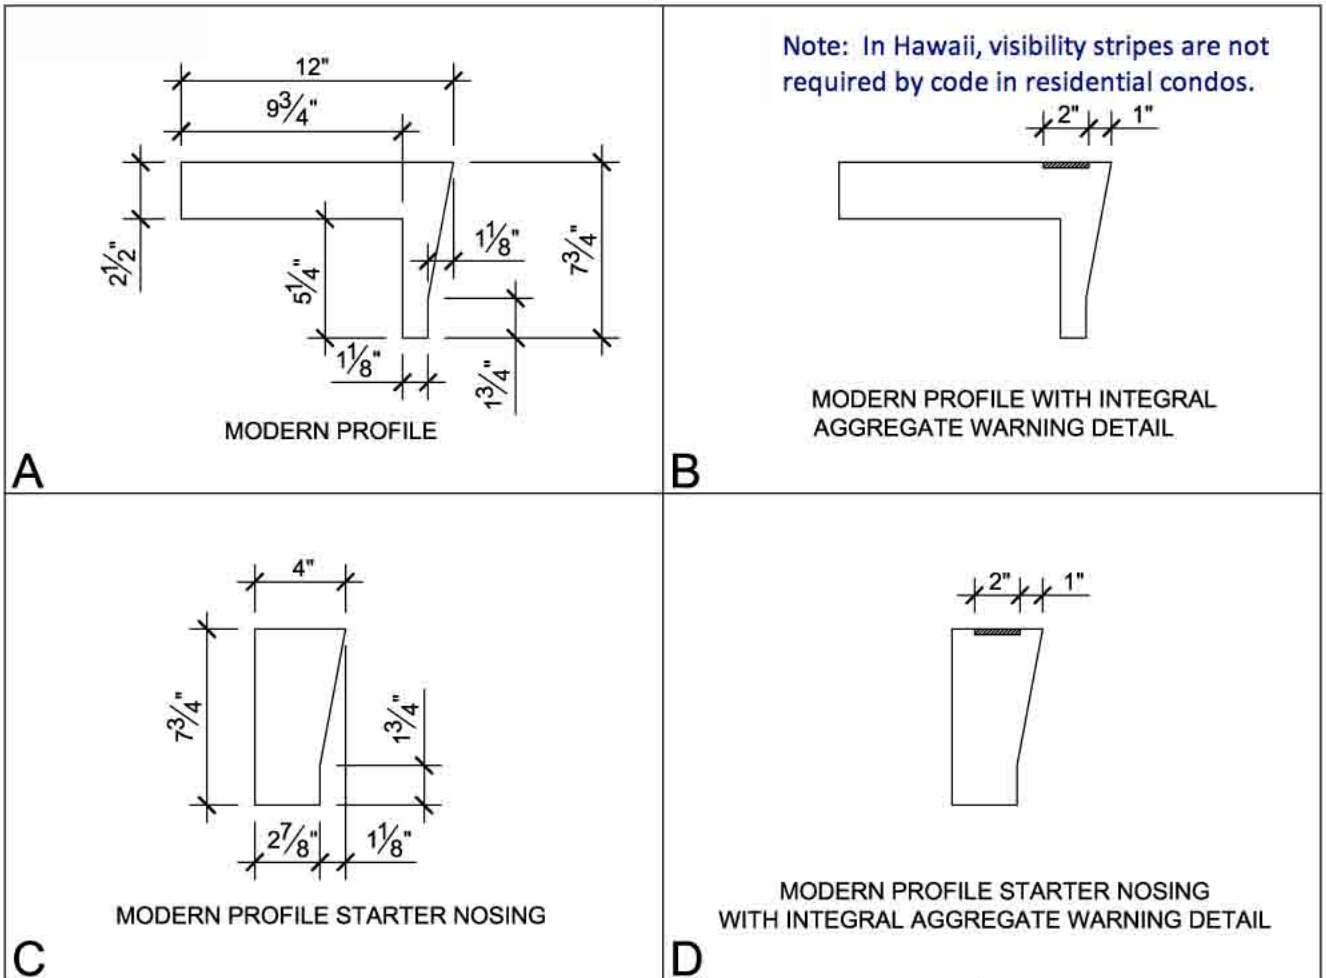 12"
9¾"
2½"
5¼"
1⅛"
7¾"
1⅛"
1¾"
MODERN PROFILE
A
Note: In Hawaii, visibility stripes are not
required by code in residential condos.
2" 1"
MODERN PROFILE WITH INTEGRAL
AGGREGATE WARNING DETAIL
B
4"
7¾"
1¾"
2⅞" 1⅛"
MODERN PROFILE STARTER NOSING
C
2" 1"
MODERN PROFILE STARTER NOSING
WITH INTEGRAL AGGREGATE WARNING DETAIL
D